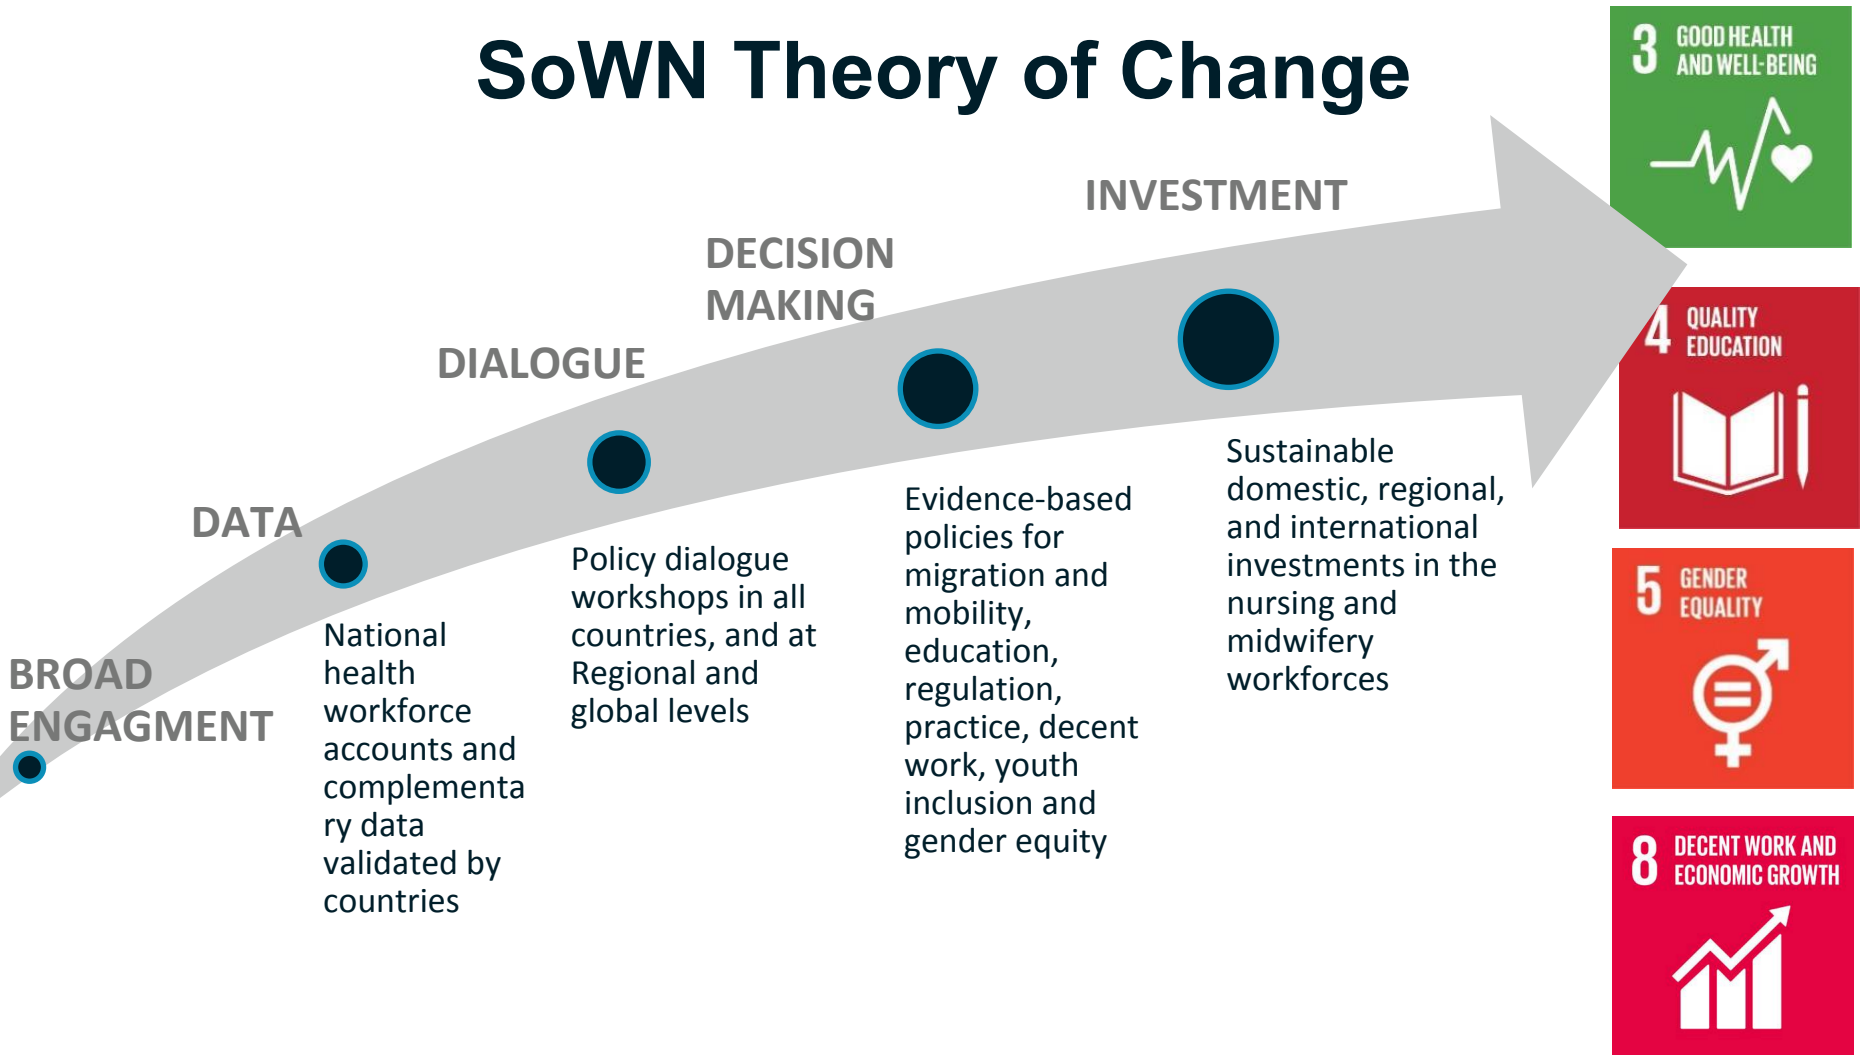 SoWN Theory of Change
BROAD
ENGAGMENT
DATA
National
health
workforce
accounts and
complementa
ry data
validated by
countries
DIALOGUE
Policy dialogue
workshops in all
countries, and at
Regional and
global levels
DECISION
MAKING
Evidence-based
policies for
migration and
mobility,
education,
regulation,
practice, decent
work, youth
inclusion and
gender equity
INVESTMENT
Sustainable
domestic, regional,
and international
investments in the
nursing and
midwifery
workforces
3 GOOD HEALTH
AND WELL-BEING
4 QUALITY
EDUCATION
5 GENDER
EQUALITY
8 DECENT WORK AND
ECONOMIC GROWTH